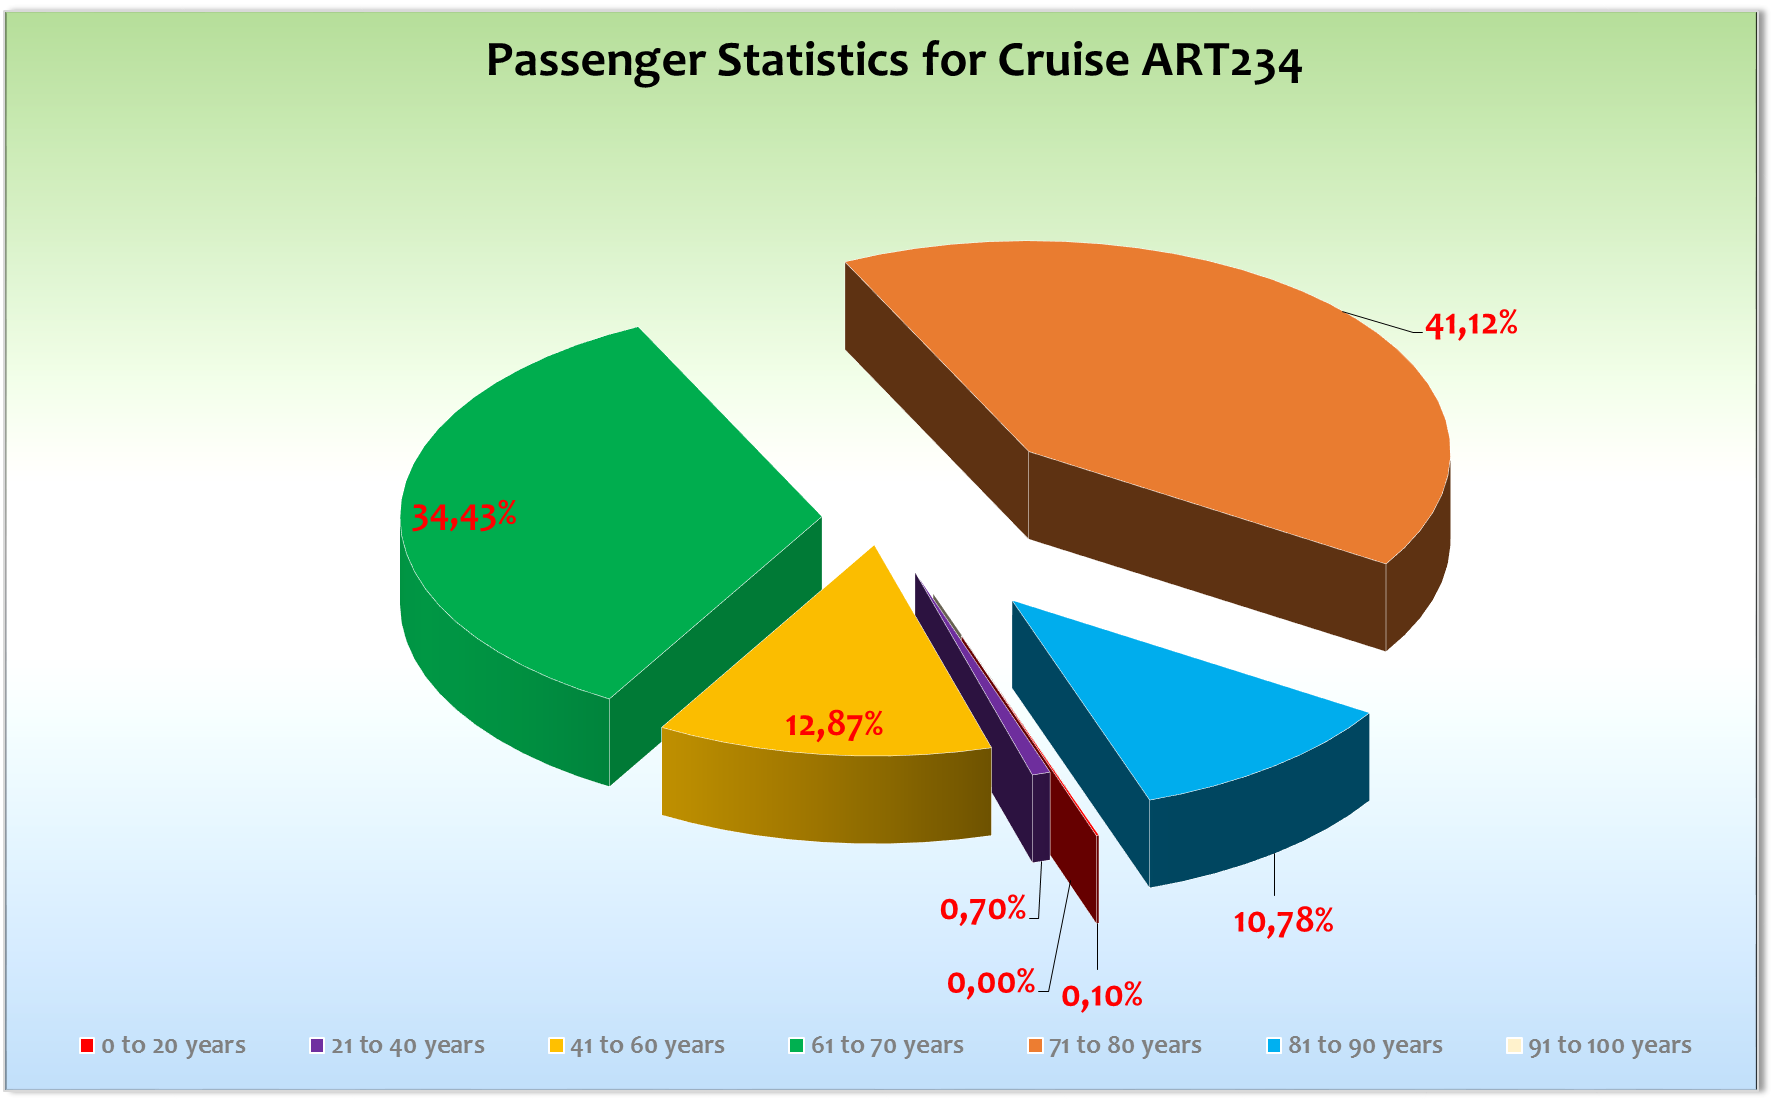 Passenger Statistics for Cruise ART234
41,12%
34,43%
12,87%
0,70%
10,78%
0,00%
0,10%
0 to 20 years
21 to 40 years
41 to 60 years
61 to 70 years
71 to 80 years
81 to 90 years
91 to 100 years